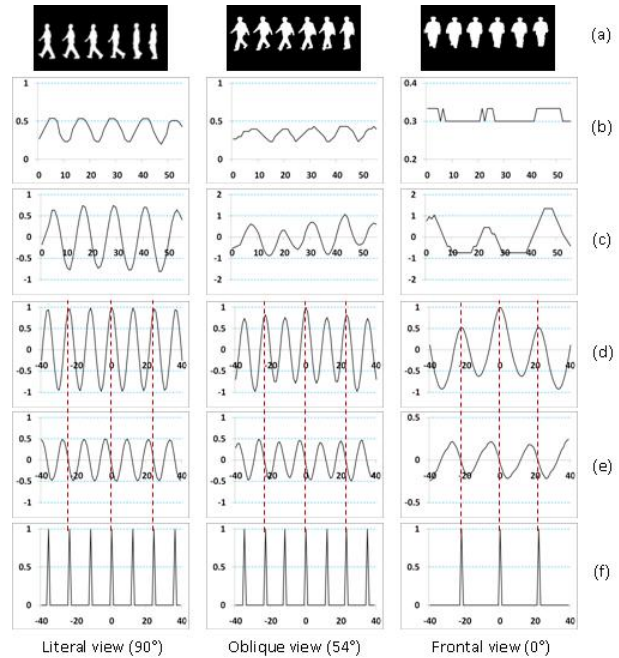 (a)
1 0.5 0 0 10 20 30 40 50
1 0.5 0 0 10 20 30 40 50
0.4 0.3 0.2 0 10 20 30 40 50
(b)
1 0.5 0 -0.5 -1 0 10 20 30 40 50
2 1 0 -1 -2 0 10 20 30 40 50
2 1 0 -1 -2 0 10 20 30 40 50
(c)
1 0.5 0 -0.5 -1 -40 -20 0 20 40
1 0.5 0 -0.5 -1 -40 -20 0 20 40
1 0.5 0 -0.5 -1 -40 -20 0 20 40
(d)
1 0.5 0 -0.5 -1 -40 -20 0 20 40
1 0.5 0 -0.5 -1 -40 -20 0 20 40
0.5 0 -0.5 -40 -20 0 20 40
(e)
1 0.5 0 -40 -20 0 20 40
1 0.5 0 -40 -20 0 20 40
1 0.5 0 -40 -20 0 20 40
(f)
Literal view (90°) Oblique view (54°) Frontal view (0°)